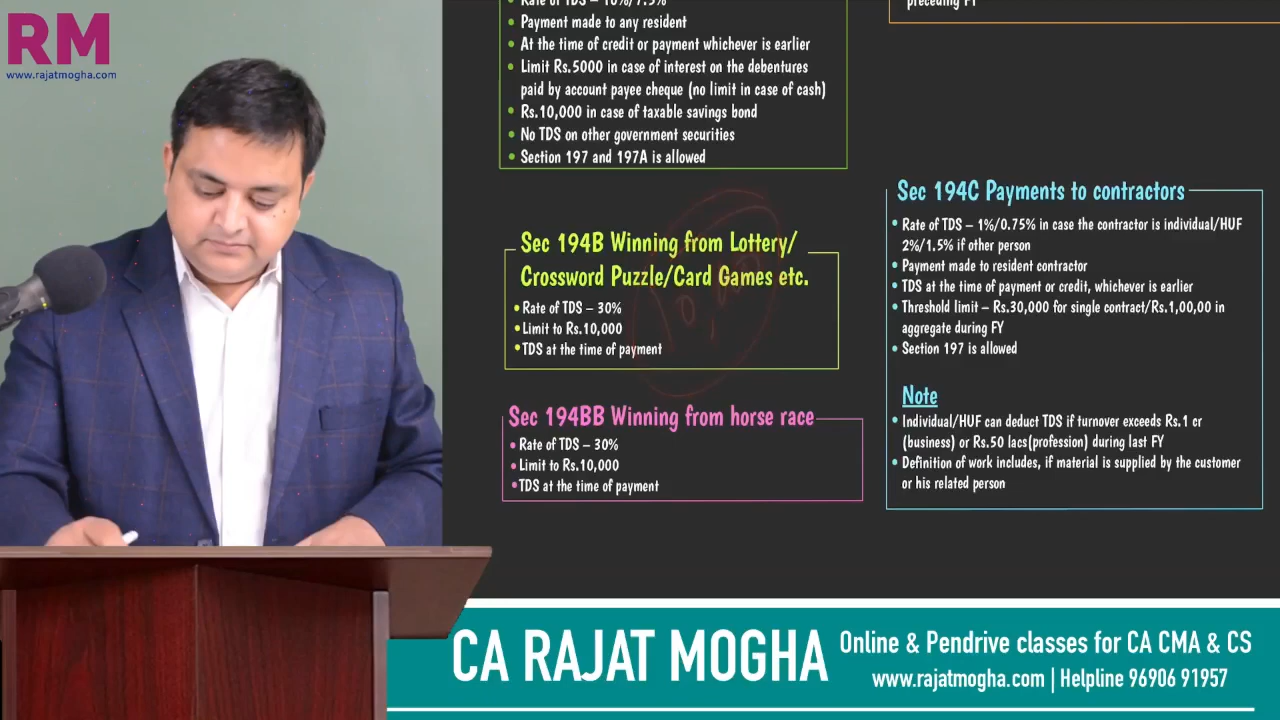 RM
www.rajatmogha.com
Payment made to any resident
At the time of credit or payment whichever is earlier
Limit Rs.5000 in case of interest on the debentures
paid by account payee cheque (no limit in case of cash)
Rs.10,000 in case of taxable savings bond
No TDS on other government securities
Section 197 and 197A is allowed
Sec 194B Winning from Lottery/
Crossword Puzzle/Card Games etc.
Rate of TDS – 30%
Limit to Rs.10,000
TDS at the time of payment
Sec 194BB Winning from horse race
Rate of TDS – 30%
Limit to Rs.10,000
TDS at the time of payment
preceding FY
Sec 194C Payments to contractors
Rate of TDS – 1%/0.75% in case the contractor is individual/HUF
2%/1.5% if other person
Payment made to resident contractor
TDS at the time of payment or credit, whichever is earlier
Threshold limit – Rs.30,000 for single contract/Rs.1,00,00 in
aggregate during FY
Section 197 is allowed
Note
Individual/HUF can deduct TDS if turnover exceeds Rs.1 cr
(business) or Rs.50 lacs(profession) during last FY
Definition of work includes, if material is supplied by the customer
or his related person
CA RAJAT MOGHA
Online & Pendrive classes for CA CMA & CS
www.rajatmogha.com | Helpline 96906 91957